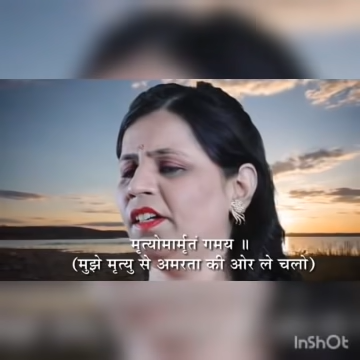 मृत्योमार्मृतं गमय ॥
(मुझे मृत्यु से अमरता की ओर ले चलो)
InShOt